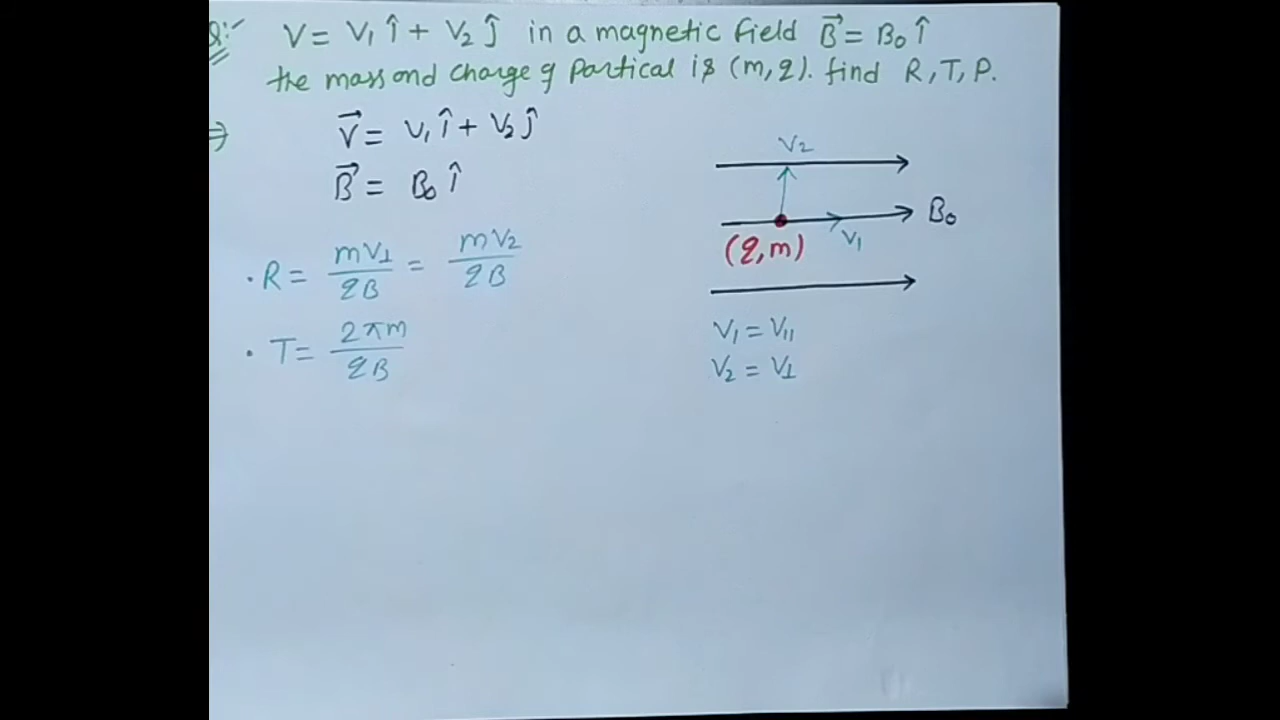 Q:- V = V₁ î + V₂ ĵ in a magnetic field B⃗ = B₀ î
the mass and charge of Partical is (m, q). find R, T, P.
⇒ V⃗ = V₁ î + V₂ ĵ
B⃗ = B₀ î
• R = mV⊥/qB = mV₂/qB
• T = 2πm/qB
V₂
B₀
V₁
(q, m)
V₁ = V∥
V₂ = V⊥